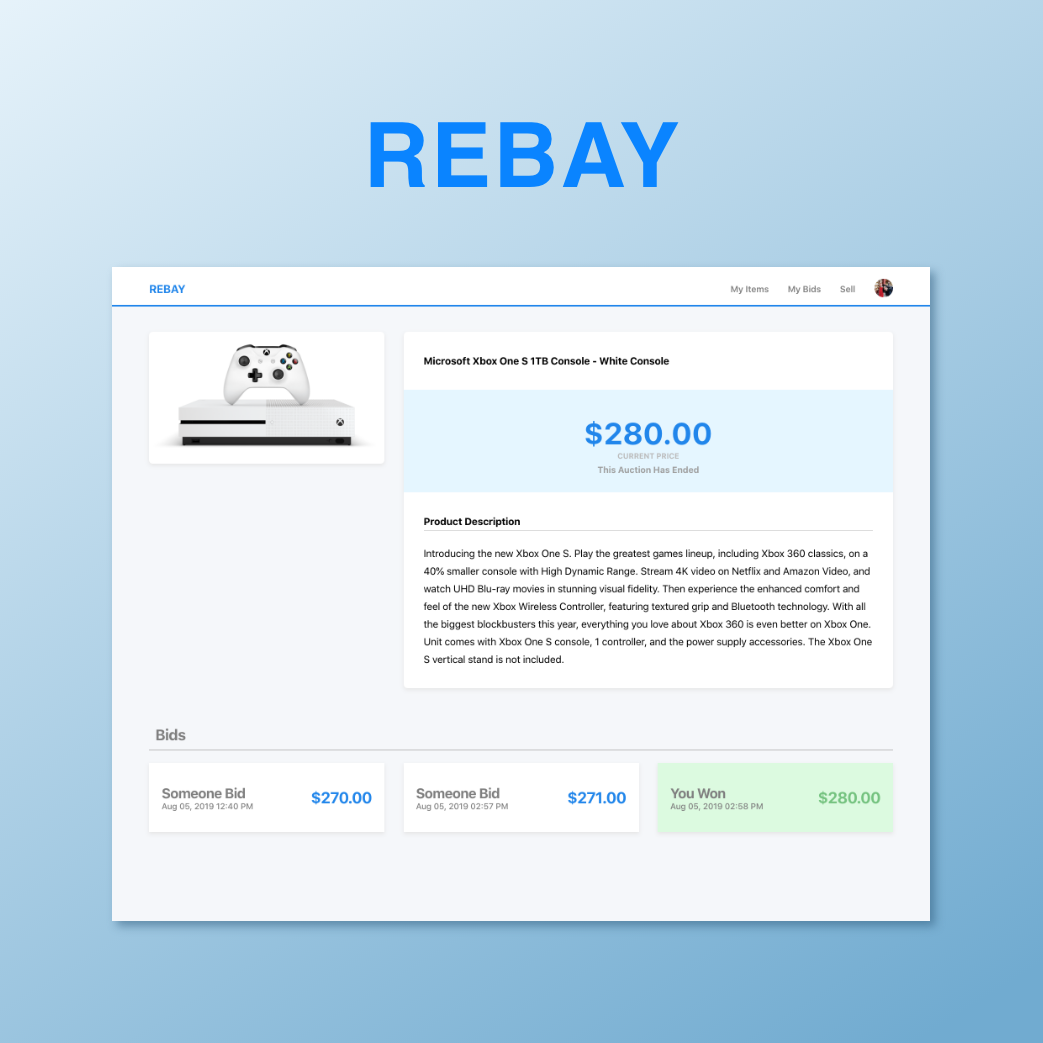 REBAY
REBAY
My Items
My Bids
Sell
Microsoft Xbox One S 1TB Console - White Console
$280.00
CURRENT PRICE
This Auction Has Ended
Product Description
Introducing the new Xbox One S. Play the greatest games lineup, including Xbox 360 classics, on a
40% smaller console with High Dynamic Range. Stream 4K video on Netflix and Amazon Video, and
watch UHD Blu-ray movies in stunning visual fidelity. Then experience the enhanced comfort and
feel of the new Xbox Wireless Controller, featuring textured grip and Bluetooth technology. With all
the biggest blockbusters this year, everything you love about Xbox 360 is even better on Xbox One.
Unit comes with Xbox One S console, 1 controller, and the power supply accessories. The Xbox One
S vertical stand is not included.
Bids
Someone Bid
Aug 05, 2019 12:40 PM
$270.00
Someone Bid
Aug 05, 2019 02:57 PM
$271.00
You Won
Aug 05, 2019 02:58 PM
$280.00